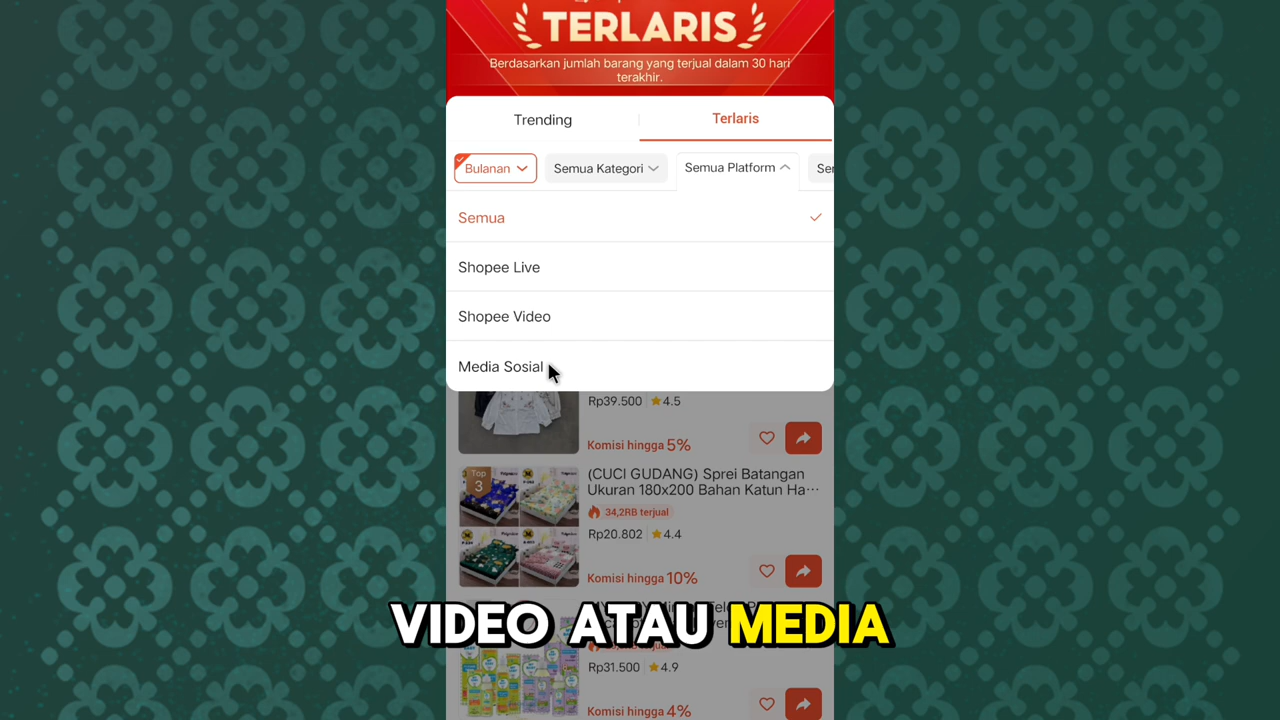 TERLARIS
Berdasarkan jumlah barang yang terjual dalam 30 hari
terakhir.
Trending
Terlaris
Bulanan
Semua Kategori
Semua Platform
Semua
Shopee Live
Shopee Video
Media Sosial
Rp39.500 4.5
Komisi hingga 5%
Top
3
(CUCI GUDANG) Sprei Batangan
Ukuran 180x200 Bahan Katun Ha...
34,2RB terjual
Rp20.802 4.4
Komisi hingga 10%
VIDEO ATAU MEDIA
Rp31.500 4.9
Komisi hingga 4%